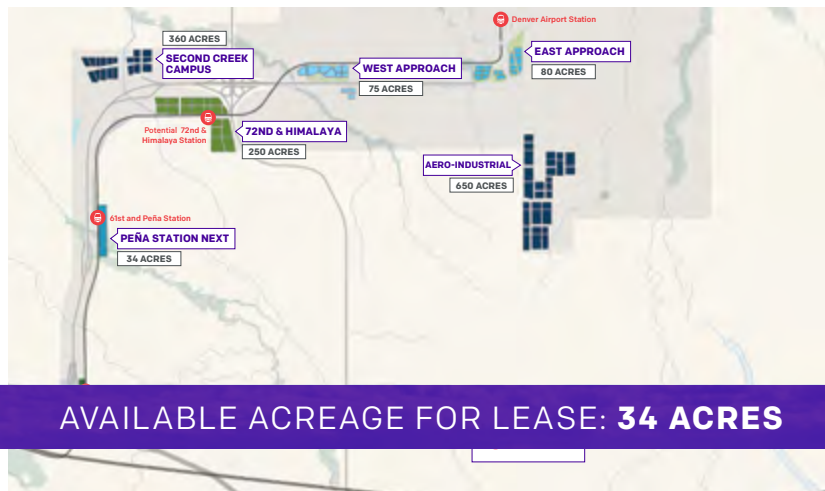 Denver Airport Station
360 ACRES
SECOND CREEK
CAMPUS
EAST APPROACH
80 ACRES
WEST APPROACH
75 ACRES
Potential 72nd &
Himalaya Station
72ND & HIMALAYA
250 ACRES
AERO-INDUSTRIAL
650 ACRES
61st and Peña Station
PEÑA STATION NEXT
34 ACRES
AVAILABLE ACREAGE FOR LEASE: 34 ACRES